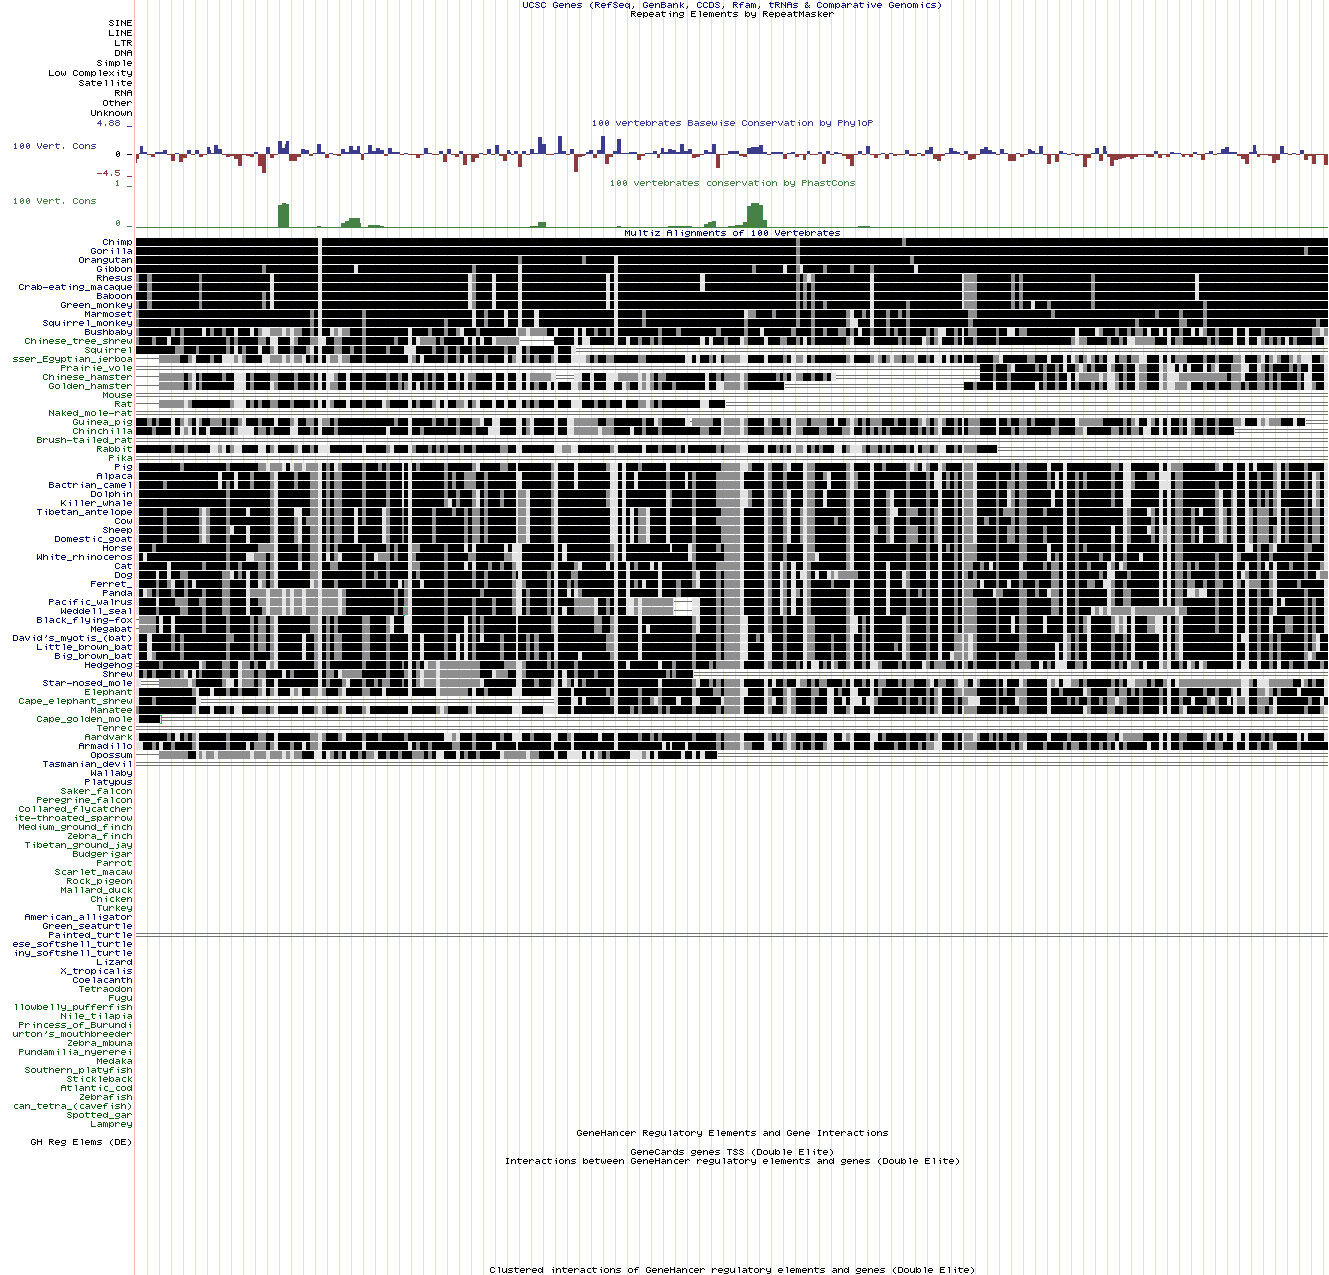 UCSC Genes (RefSeq, GenBank, CCDS, Rfam, tRNAs & Comparative Genomics)
Repeating Elements by RepeatMasker
SINE
LINE
LTR
DNA
Simple
Low Complexity
Satellite
RNA
Other
Unknown
4.88 _
100 vertebrates Basewise Conservation by PhyloP
100 Vert. Cons
0 _
-4.5 _
1 _
100 vertebrates conservation by PhastCons
100 Vert. Cons
0 _
Multiz Alignments of 100 Vertebrates
Chimp
Gorilla
Orangutan
Gibbon
Rhesus
Crab-eating_macaque
Baboon
Green_monkey
Marmoset
Squirrel_monkey
Bushbaby
Chinese_tree_shrew
Squirrel
sser_Egyptian_jerboa
Prairie_vole
Chinese_hamster
Golden_hamster
Mouse
Rat
Naked_mole-rat
Guinea_pig
Chinchilla
Brush-tailed_rat
Rabbit
Pika
Pig
Alpaca
Bactrian_camel
Dolphin
Killer_whale
Tibetan_antelope
Cow
Sheep
Domestic_goat
Horse
White_rhinoceros
Cat
Dog
Ferret_
Panda
Pacific_walrus
Weddell_seal
Black_flying-fox
Megabat
David's_myotis_(bat)
Little_brown_bat
Big_brown_bat
Hedgehog
Shrew
Star-nosed_mole
Elephant
Cape_elephant_shrew
Manatee
Cape_golden_mole
Tenrec
Aardvark
Armadillo
Opossum
Tasmanian_devil
Wallaby
Platypus
Saker_falcon
Peregrine_falcon
Collared_flycatcher
ite-throated_sparrow
Medium_ground_finch
Zebra_finch
Tibetan_ground_jay
Budgerigar
Parrot
Scarlet_macaw
Rock_pigeon
Mallard_duck
Chicken
Turkey
American_alligator
Green_seaturtle
Painted_turtle
ese_softshell_turtle
iny_softshell_turtle
Lizard
X_tropicalis
Coelacanth
Tetraodon
Fugu
llowbelly_pufferfish
Nile_tilapia
Princess_of_Burundi
urton's_mouthbreeder
Zebra_mbuna
Pundamilia_nyererei
Medaka
Southern_platyfish
Stickleback
Atlantic_cod
Zebrafish
can_tetra_(cavefish)
Spotted_gar
Lamprey
GeneHancer Regulatory Elements and Gene Interactions
GH Reg Elems (DE)
GeneCards genes TSS (Double Elite)
Interactions between GeneHancer regulatory elements and genes (Double Elite)
Clustered interactions of GeneHancer regulatory elements and genes (Double Elite)